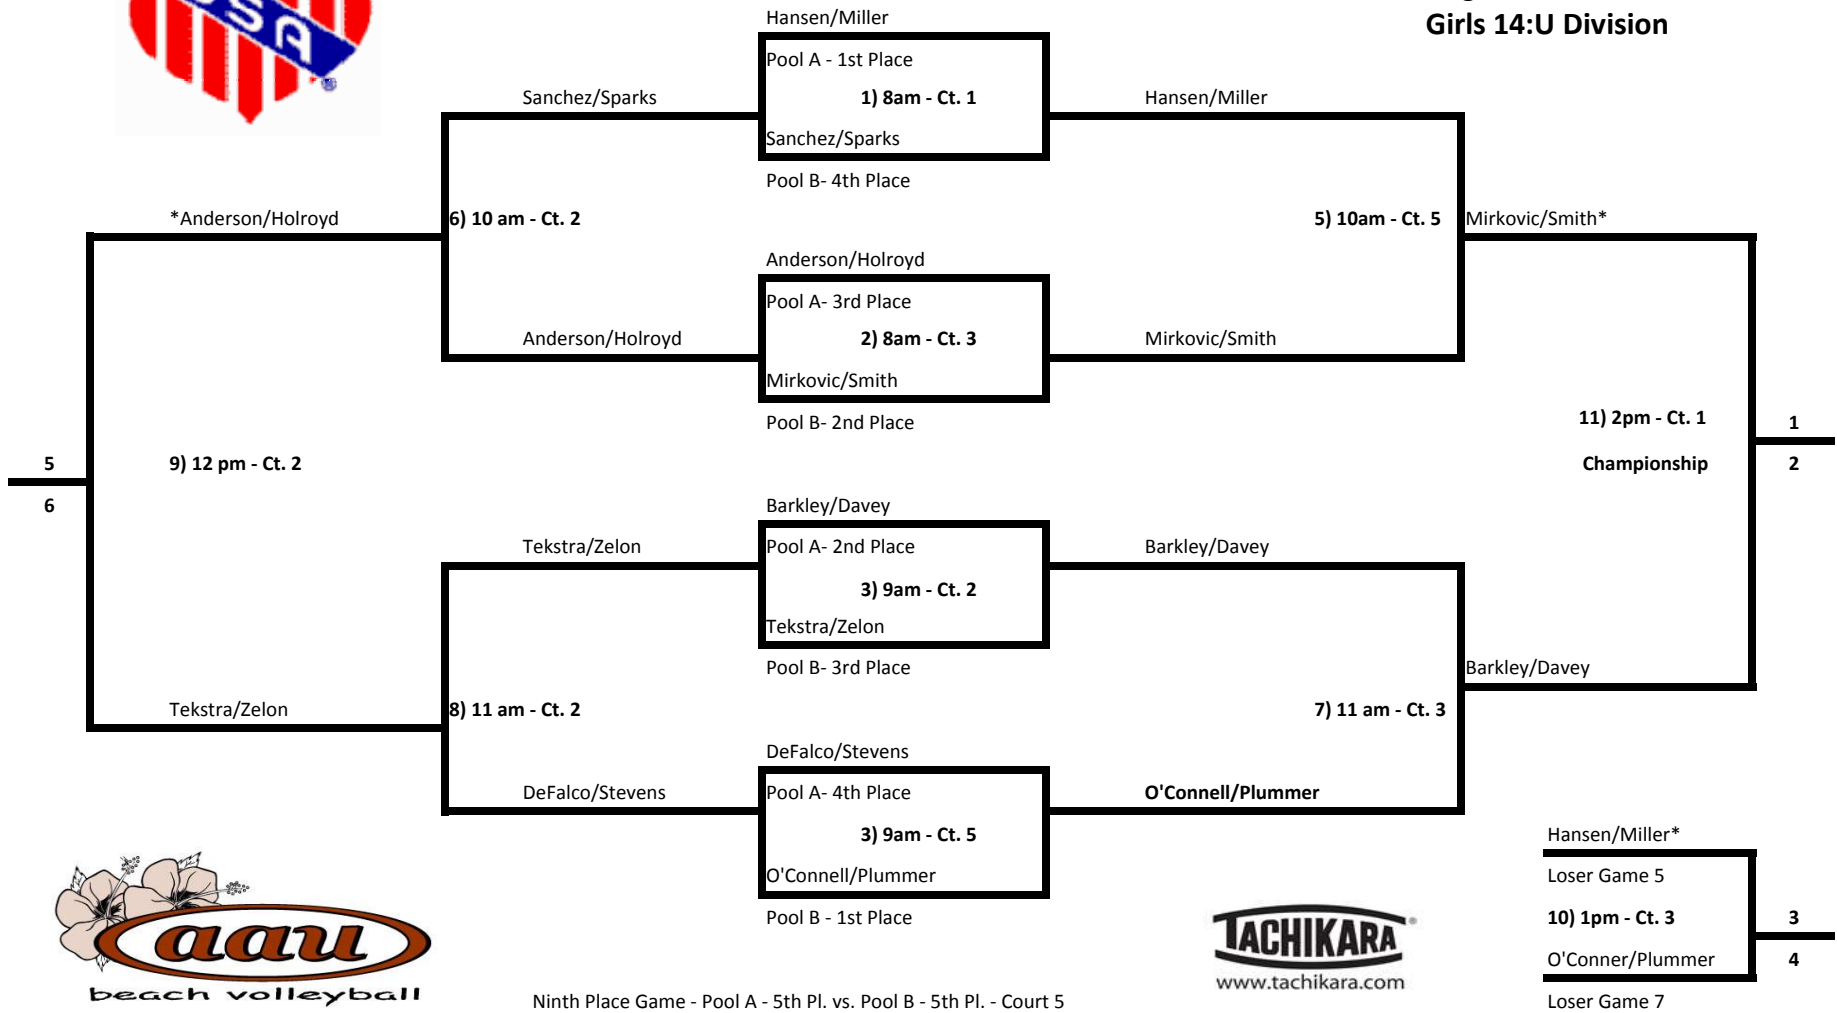 Hansen/Miller
Girls 14:U Division
Pool A - 1st Place
Sanchez/Sparks
1) 8am - Ct. 1
Hansen/Miller
Sanchez/Sparks
Pool B- 4th Place
*Anderson/Holroyd
6) 10 am - Ct. 2
5) 10am - Ct. 5
Mirkovic/Smith*
Anderson/Holroyd
Pool A- 3rd Place
Anderson/Holroyd
2) 8am - Ct. 3
Mirkovic/Smith
Mirkovic/Smith
Pool B- 2nd Place
11) 2pm - Ct. 1
1
5
9) 12 pm - Ct. 2
Championship
2
6
Barkley/Davey
Tekstra/Zelon
Pool A- 2nd Place
Barkley/Davey
3) 9am - Ct. 2
Tekstra/Zelon
Pool B- 3rd Place
Barkley/Davey
Tekstra/Zelon
8) 11 am - Ct. 2
7) 11 am - Ct. 3
DeFalco/Stevens
DeFalco/Stevens
Pool A- 4th Place
O'Connell/Plummer
3) 9am - Ct. 5
Hansen/Miller*
O'Connell/Plummer
Loser Game 5
Pool B - 1st Place
10) 1pm - Ct. 3
3
O'Conner/Plummer
4
Loser Game 7
aau
beach volleyball
TACHIKARA®
www.tachikara.com
Ninth Place Game - Pool A - 5th Pl. vs. Pool B - 5th Pl. - Court 5